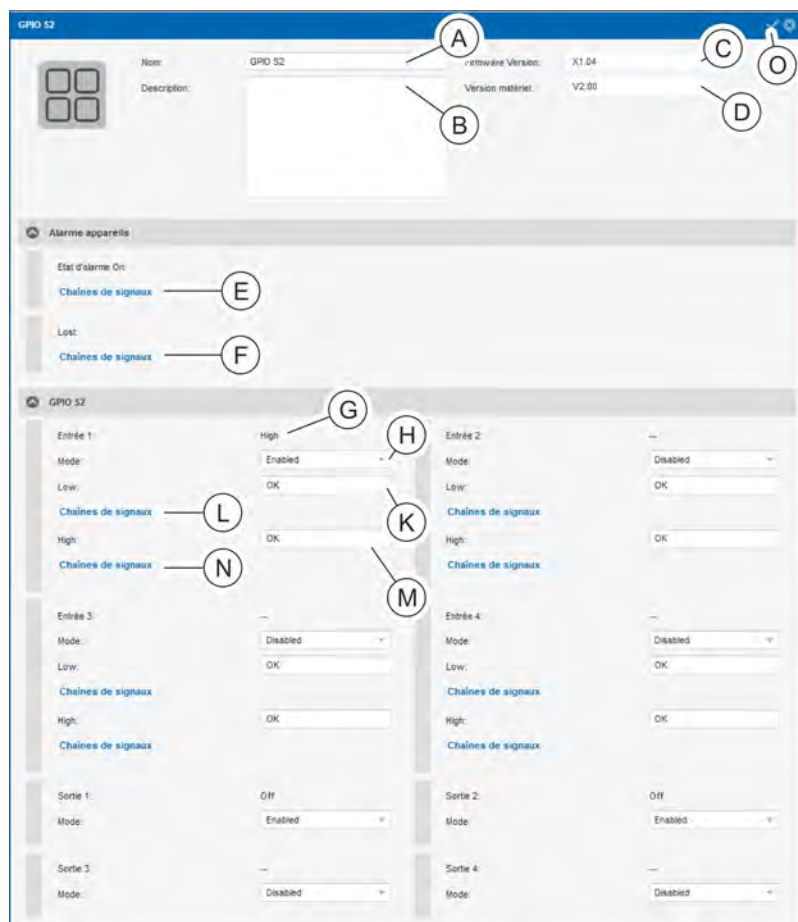 GPIO S2
O
Nom: GPIO S2 A Firmware Version: X1.04 C
Description: B Version matériel: V2.00 D
Alarme appareils
Etat d'alarme On:
Chaînes de signaux E
Lost:
Chaînes de signaux F
GPIO S2
G
Entrée 1: High H Entrée 2: ---
Mode: Enabled Mode: Disabled
Low: OK Low: OK
Chaînes de signaux L K Chaînes de signaux
High: OK High: OK
Chaînes de signaux N M Chaînes de signaux
Entrée 3: --- Entrée 4: ---
Mode: Disabled Mode: Disabled
Low: OK Low: OK
Chaînes de signaux Chaînes de signaux
High: OK High: OK
Chaînes de signaux Chaînes de signaux
Sortie 1: Off Sortie 2: Off
Mode: Enabled Mode: Enabled
Sortie 3: --- Sortie 4: ---
Mode: Disabled Mode: Disabled